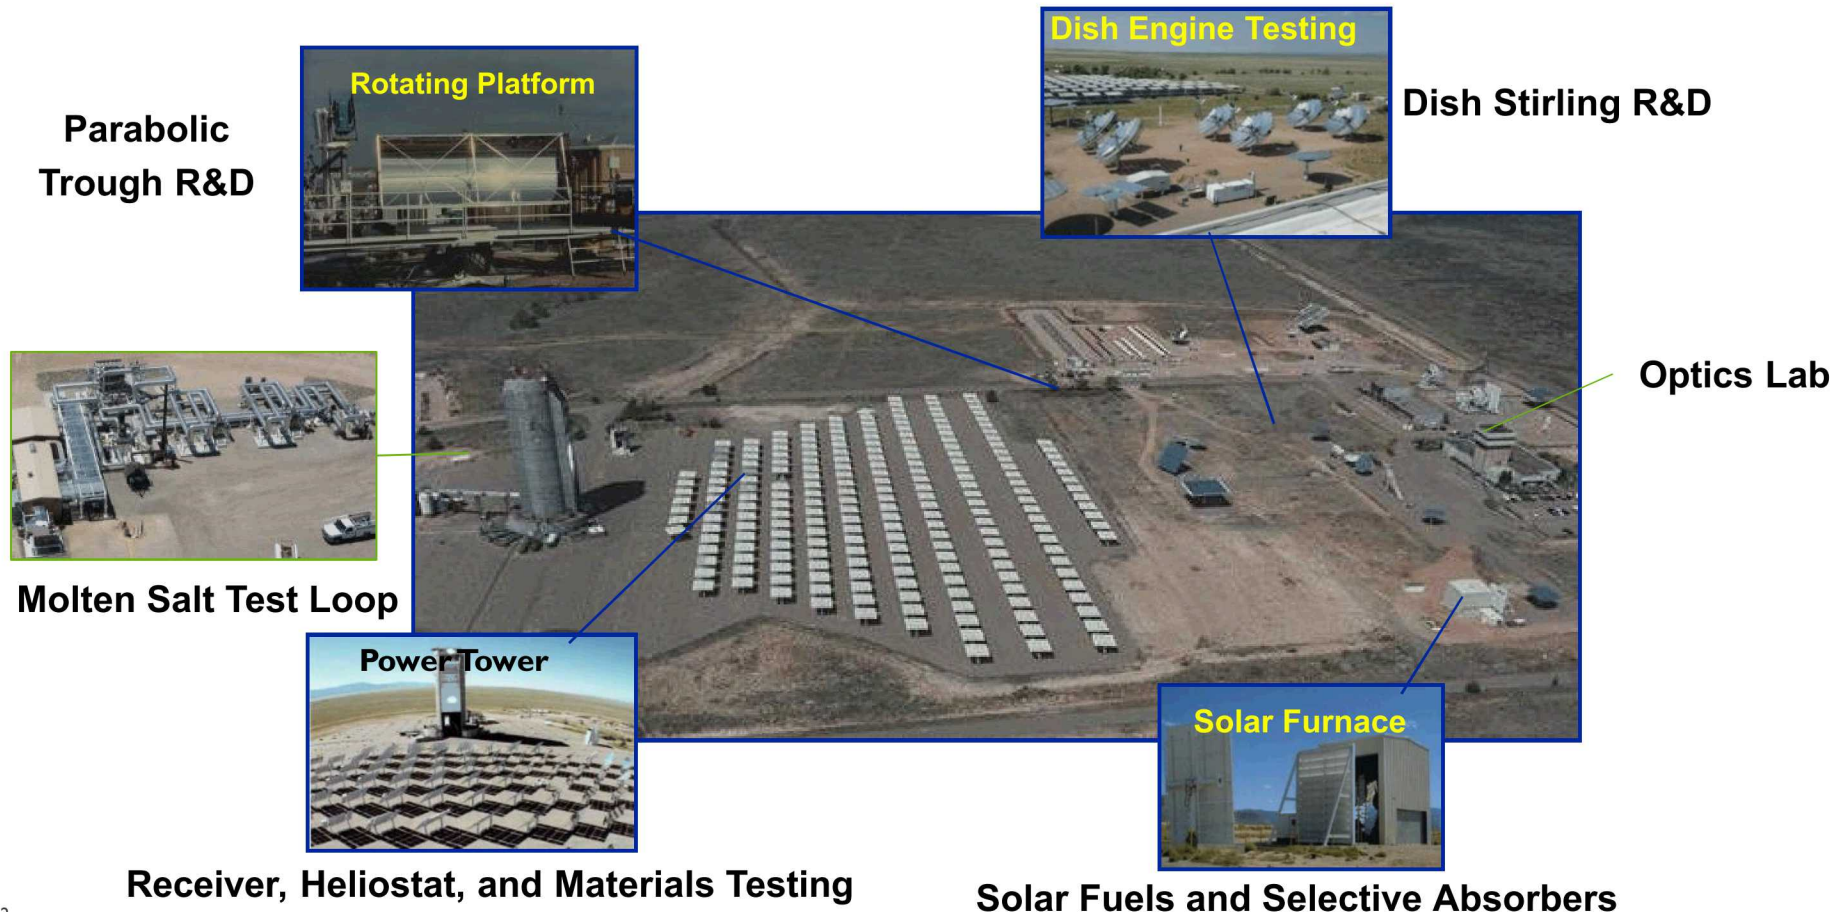 Dish Engine Testing
Rotating Platform
Dish Stirling R&D
Parabolic
Trough R&D
Optics Lab
Molten Salt Test Loop
Power Tower
Solar Furnace
Receiver, Heliostat, and Materials Testing
Solar Fuels and Selective Absorbers